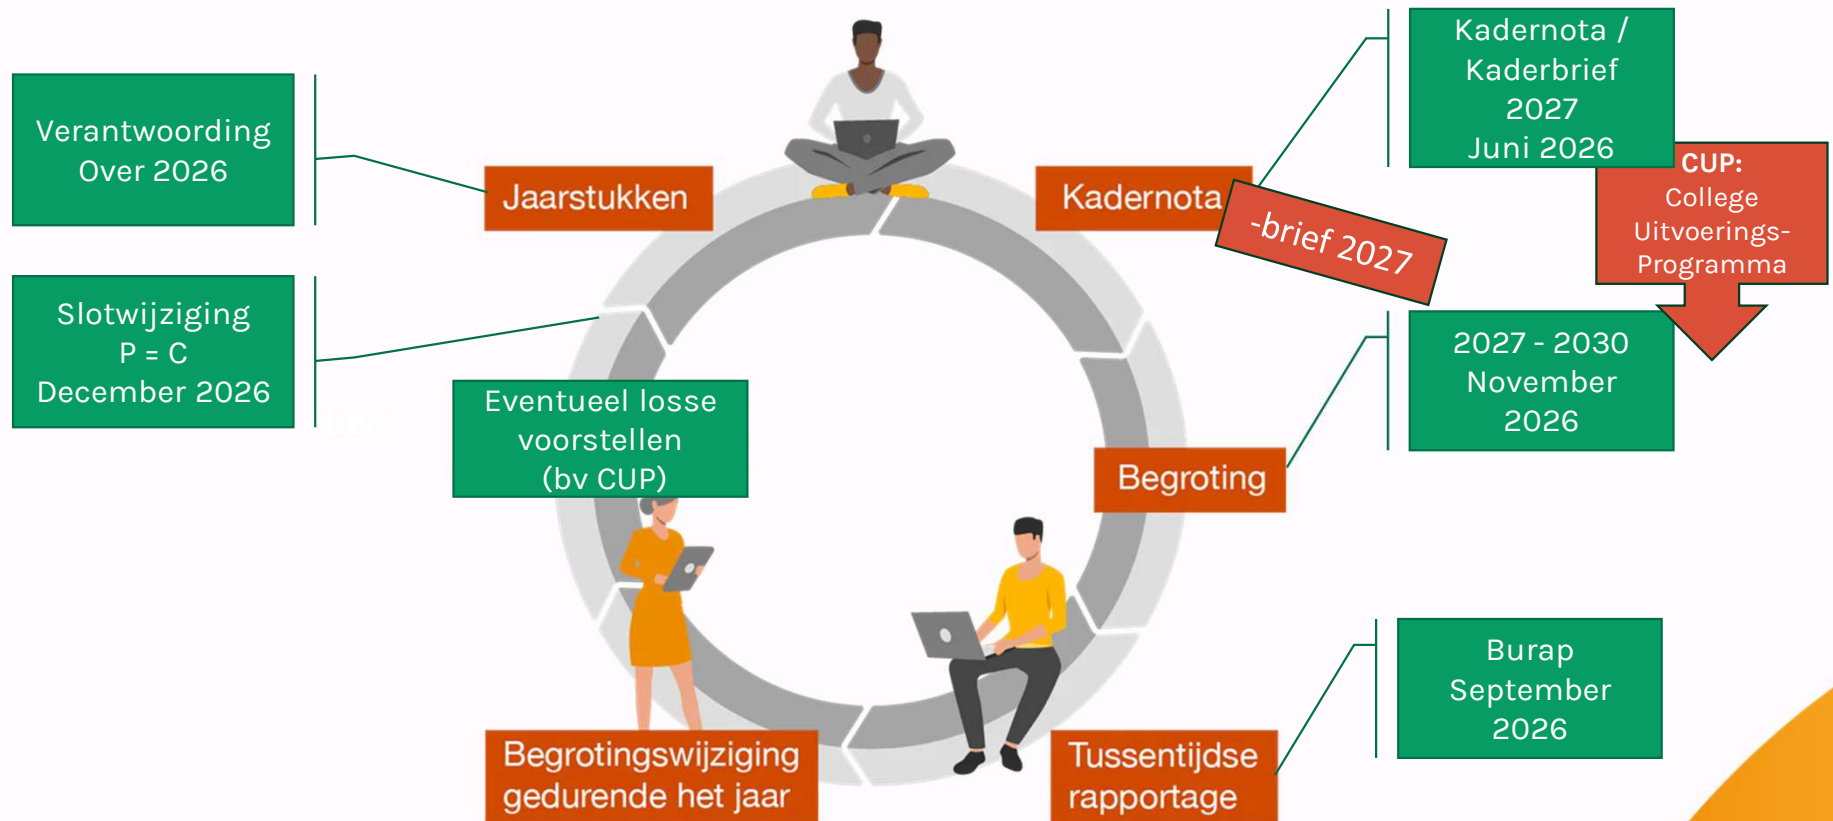 Verantwoording
Over 2026
Jaarstukken
Slotwijziging
P = C
December 2026
Eventueel losse
voorstellen
(bv CUP)
Begrotingswijziging
gedurende het jaar
Kadernota
-brief 2027
Kadernota /
Kaderbrief
2027
Juni 2026
CUP:
College
Uitvoerings-
Programma
2027 - 2030
November
2026
Begroting
Burap
September
2026
Tussentijdse
rapportage